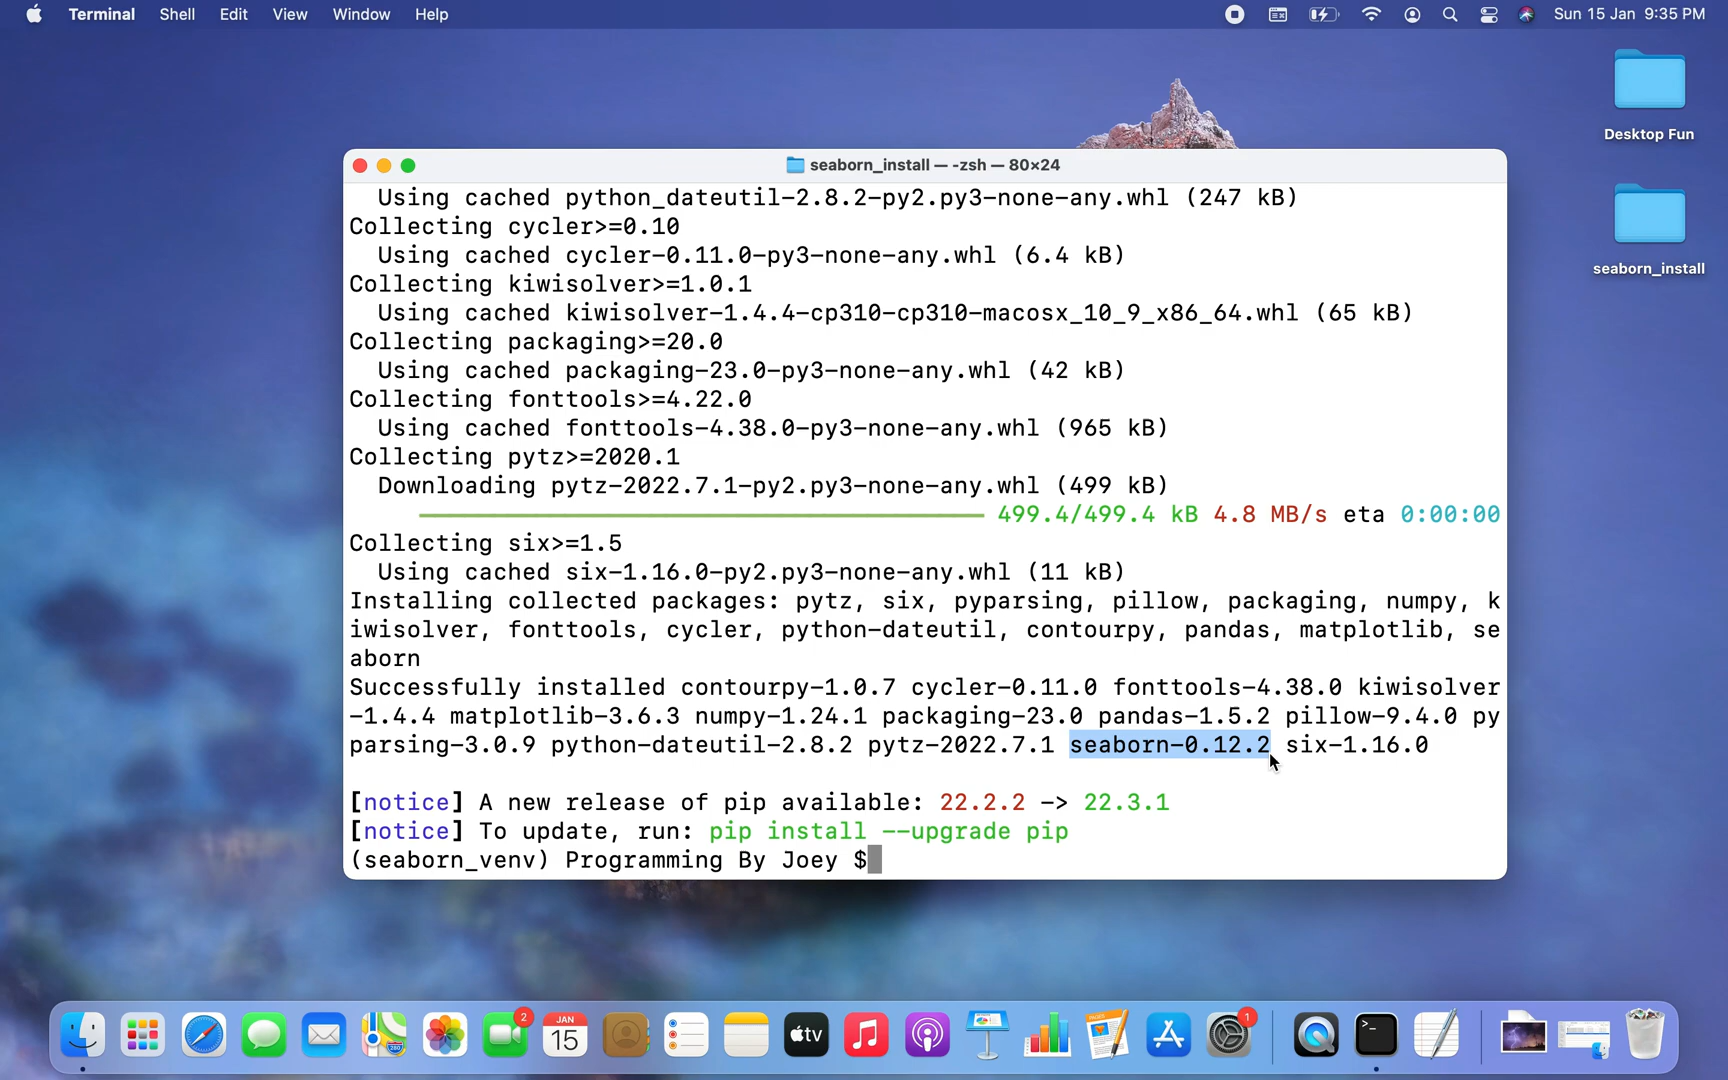 Terminal Shell Edit View Window Help Sun 15 Jan 9:35 PM
Desktop Fun
seaborn_install
seaborn_install — -zsh — 80×24
Using cached python_dateutil-2.8.2-py2.py3-none-any.whl (247 kB)
Collecting cycler>=0.10
Using cached cycler-0.11.0-py3-none-any.whl (6.4 kB)
Collecting kiwisolver>=1.0.1
Using cached kiwisolver-1.4.4-cp310-cp310-macosx_10_9_x86_64.whl (65 kB)
Collecting packaging>=20.0
Using cached packaging-23.0-py3-none-any.whl (42 kB)
Collecting fonttools>=4.22.0
Using cached fonttools-4.38.0-py3-none-any.whl (965 kB)
Collecting pytz>=2020.1
Downloading pytz-2022.7.1-py2.py3-none-any.whl (499 kB)
499.4/499.4 kB 4.8 MB/s eta 0:00:00
Collecting six>=1.5
Using cached six-1.16.0-py2.py3-none-any.whl (11 kB)
Installing collected packages: pytz, six, pyparsing, pillow, packaging, numpy, k
iwisolver, fonttools, cycler, python-dateutil, contourpy, pandas, matplotlib, se
aborn
Successfully installed contourpy-1.0.7 cycler-0.11.0 fonttools-4.38.0 kiwisolver
-1.4.4 matplotlib-3.6.3 numpy-1.24.1 packaging-23.0 pandas-1.5.2 pillow-9.4.0 py
parsing-3.0.9 python-dateutil-2.8.2 pytz-2022.7.1 seaborn-0.12.2 six-1.16.0
[notice] A new release of pip available: 22.2.2 -> 22.3.1
[notice] To update, run: pip install --upgrade pip
(seaborn_venv) Programming By Joey $
2
JAN
15
tv
1
>_